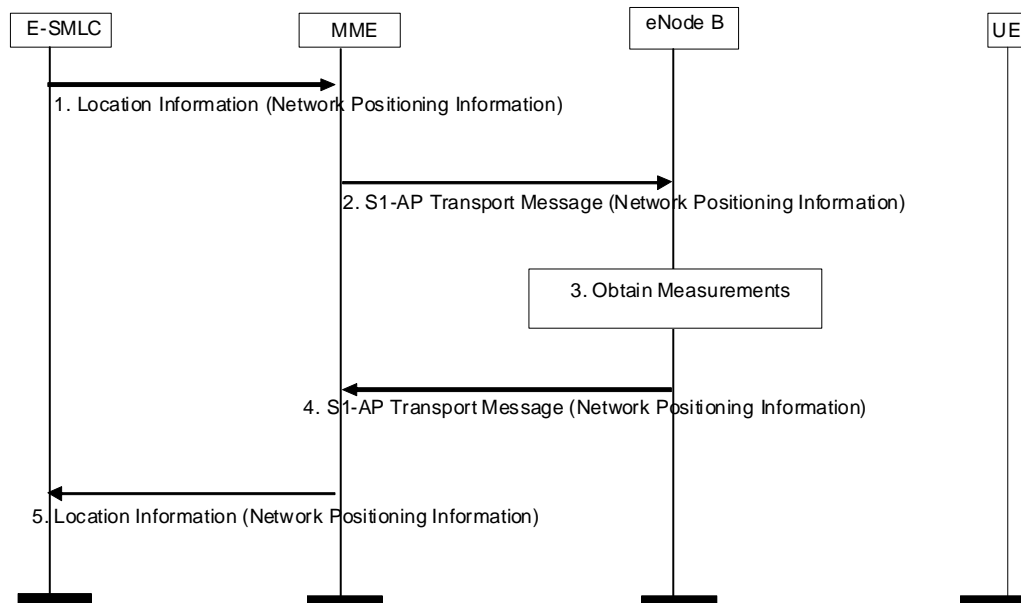 E-SMLC
MME
eNode B
UE
1. Location Information (Network Positioning Information)
2. S1-AP Transport Message (Network Positioning Information)
3. Obtain Measurements
4. S1-AP Transport Message (Network Positioning Information)
5. Location Information (Network Positioning Information)